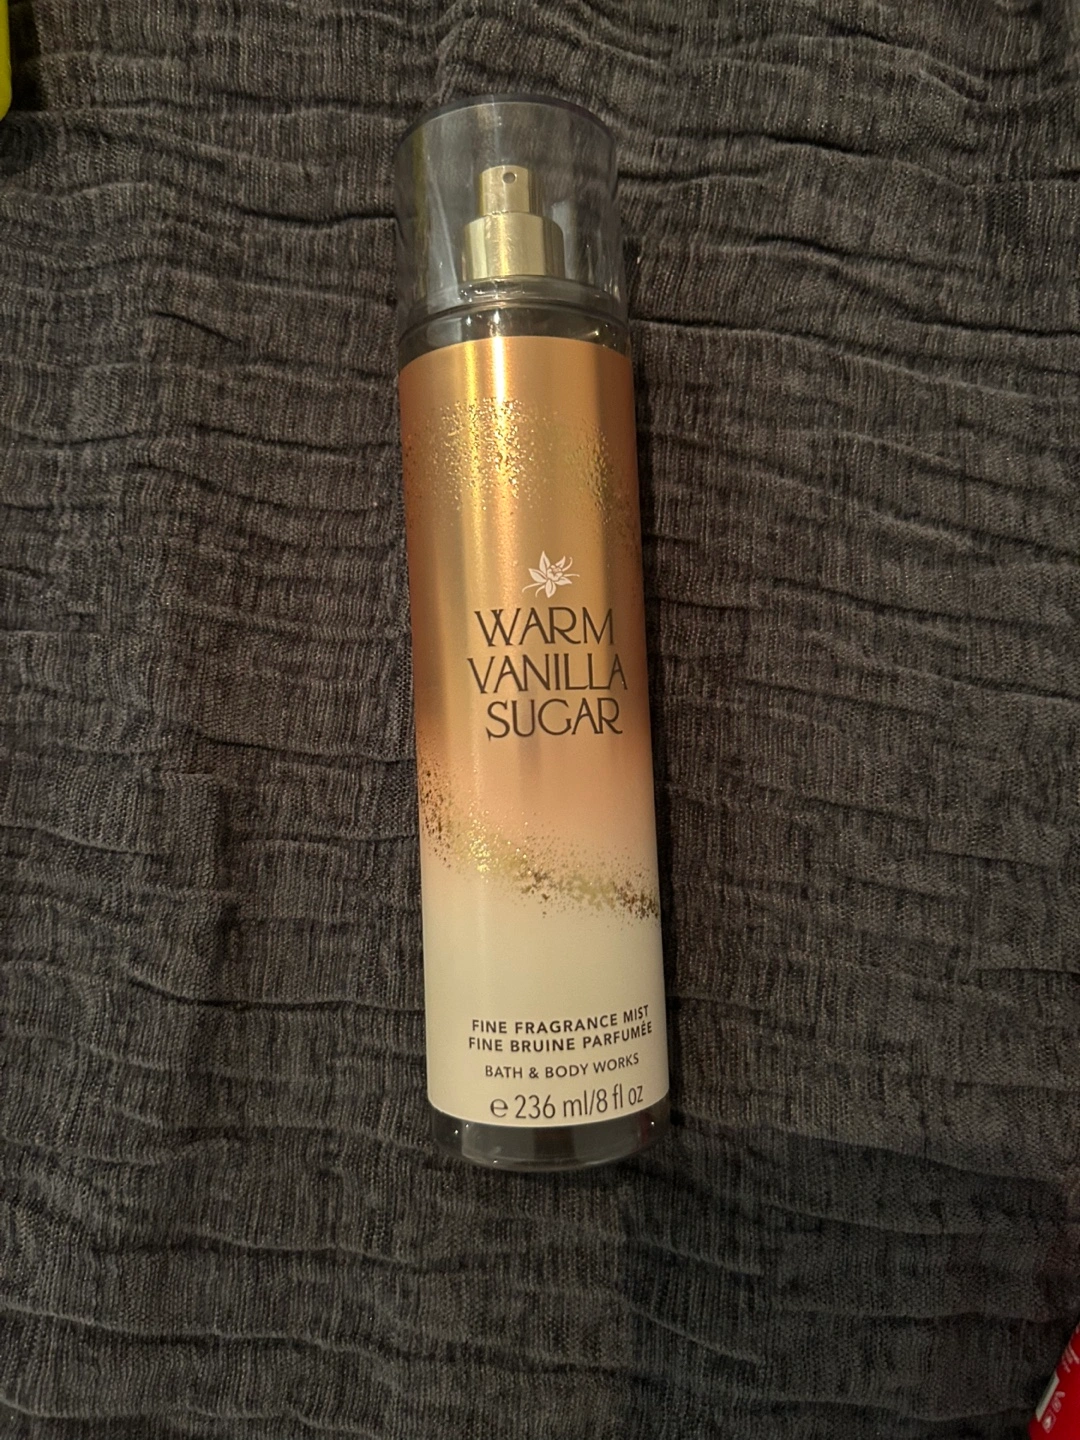 WARM
VANILLA
SUGAR
FINE FRAGRANCE MIST
FINE BRUINE PARFUMÉE
BATH & BODY WORKS
℮ 236 ml/8 fl oz